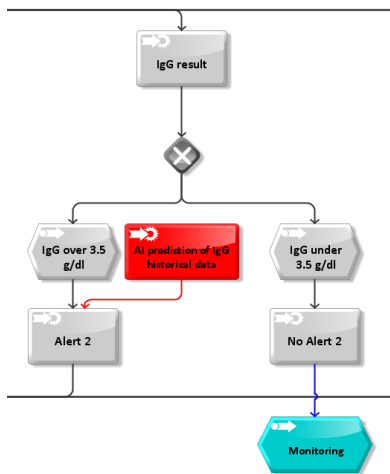 IgG result
IgG over 3.5
g/dl
AI prediction of IgG
historical data
IgG under
3.5 g/dl
Alert 2
No Alert 2
Monitoring